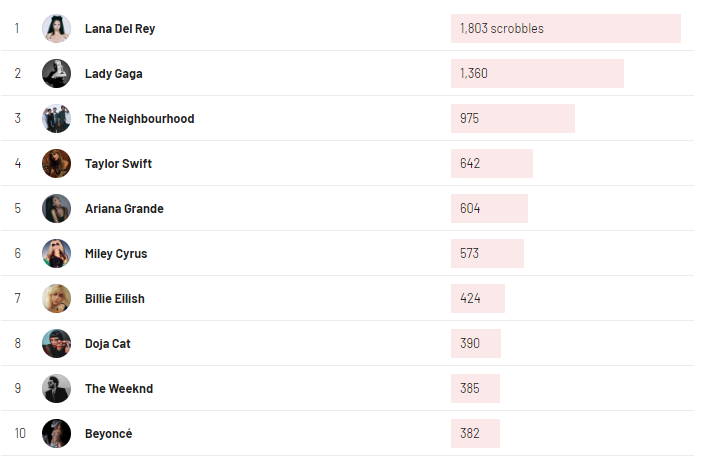 1 Lana Del Rey 1,803 scrobbles
2 Lady Gaga 1,360
3 The Neighbourhood 975
4 Taylor Swift 642
5 Ariana Grande 604
6 Miley Cyrus 573
7 Billie Eilish 424
8 Doja Cat 390
9 The Weeknd 385
10 Beyoncé 382